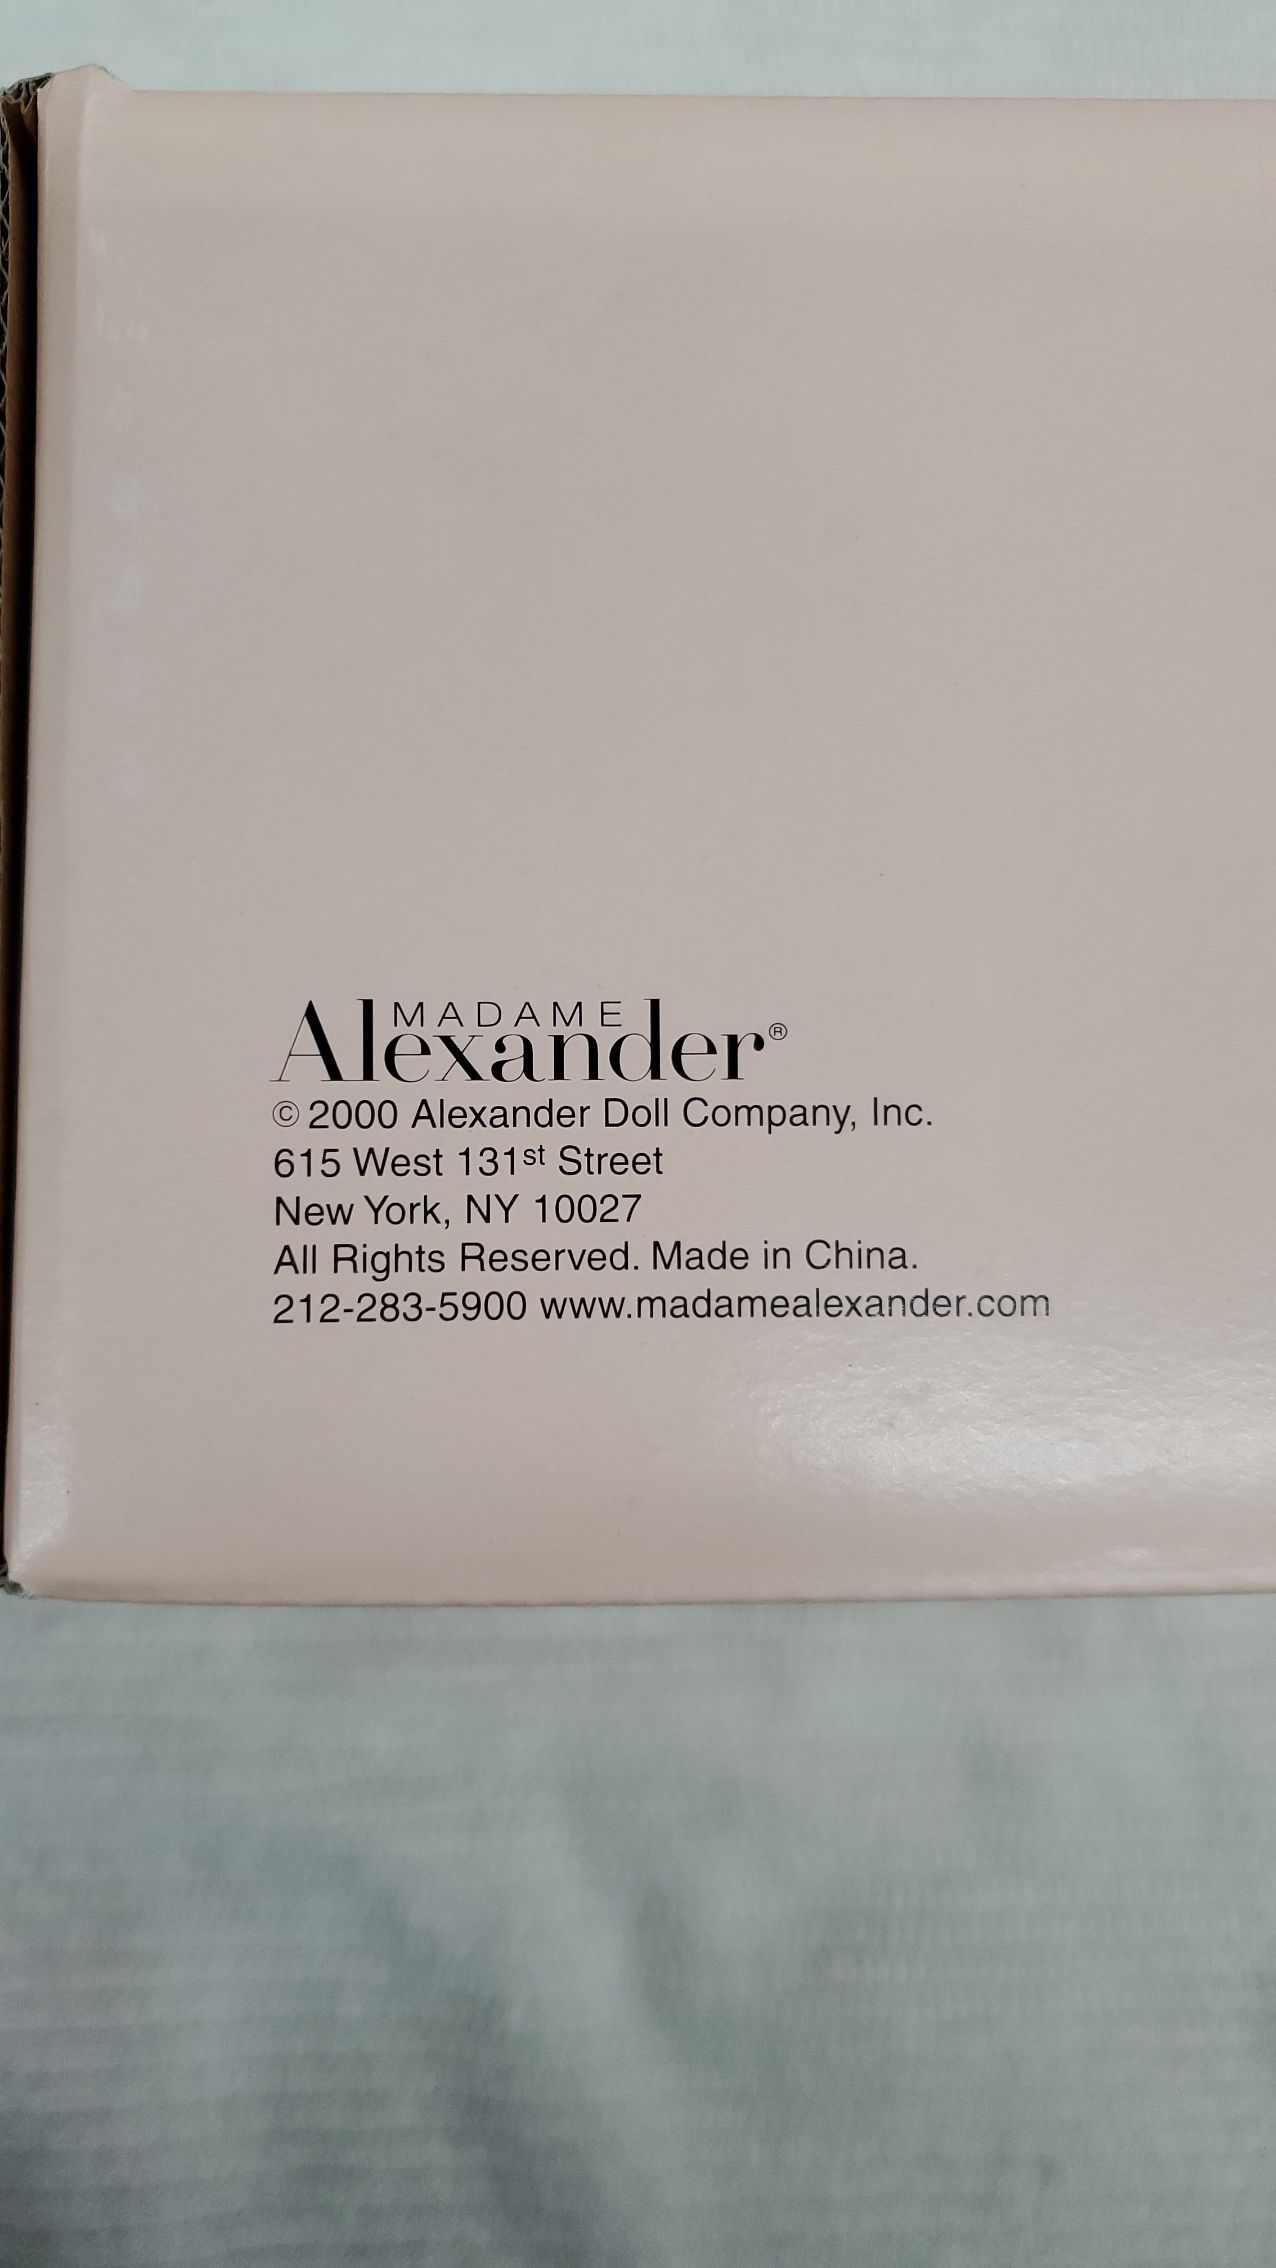 MADAME
Alexander®
© 2000 Alexander Doll Company, Inc.
615 West 131st Street
New York, NY 10027
All Rights Reserved. Made in China.
212-283-5900 www.madamealexander.com